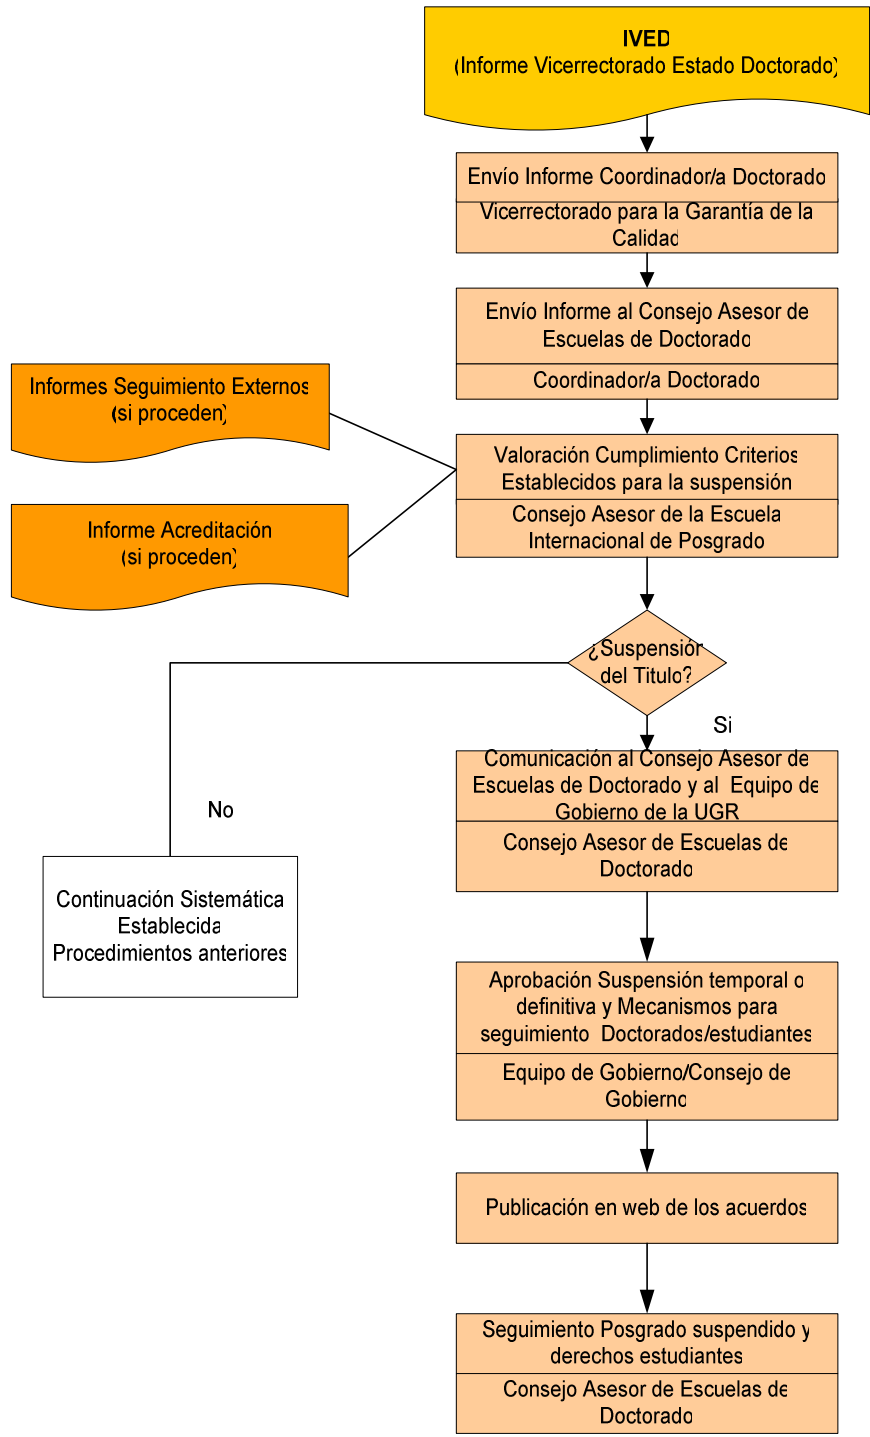 IVED
(Informe Vicerrectorado Estado Doctorado)
Envío Informe Coordinador/a Doctorado
Vicerrectorado para la Garantía de la
Calidad
Envío Informe al Consejo Asesor de
Escuelas de Doctorado
Coordinador/a Doctorado
Informes Seguimiento Externos
(si proceden)
Valoración Cumplimiento Criterios
Establecidos para la suspensión
Consejo Asesor de la Escuela
Internacional de Posgrado
Informe Acreditación
(si proceden)
¿Suspensión
del Titulo?
Si
Comunicación al Consejo Asesor de
Escuelas de Doctorado y al Equipo de
Gobierno de la UGR
Consejo Asesor de Escuelas de
Doctorado
No
Continuación Sistemática
Establecida
Procedimientos anteriores
Aprobación Suspensión temporal o
definitiva y Mecanismos para
seguimiento Doctorados/estudiantes
Equipo de Gobierno/Consejo de
Gobierno
Publicación en web de los acuerdos
Seguimiento Posgrado suspendido y
derechos estudiantes
Consejo Asesor de Escuelas de
Doctorado